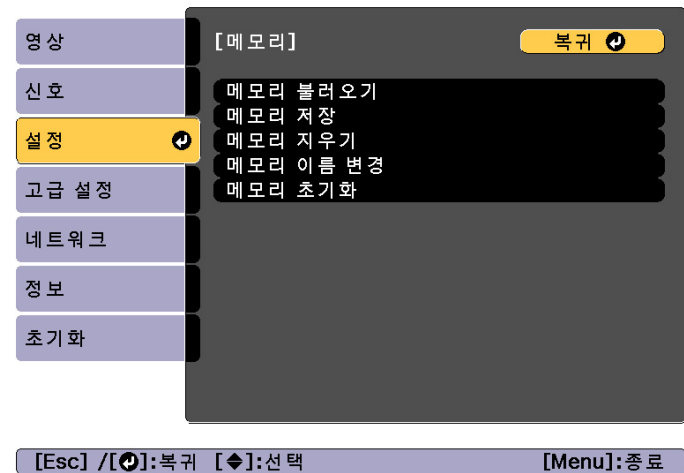 영상
신호
설정
고급 설정
네트워크
정보
초기화
[메모리]
복귀
메모리 불러오기
메모리 저장
메모리 지우기
메모리 이름 변경
메모리 초기화
[Esc] /[⏎]:복귀 [◆]:선택 [Menu]:종료